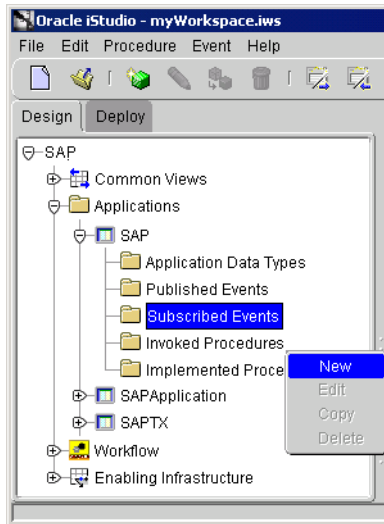 Oracle iStudio - myWorkspace.iws
File Edit Procedure Event Help
Design Deploy
SAP
Common Views
Applications
SAP
Application Data Types
Published Events
Subscribed Events
Invoked Procedures
Implemented Proce
New
Edit
Copy
Delete
SAPApplication
SAPTX
Workflow
Enabling Infrastructure